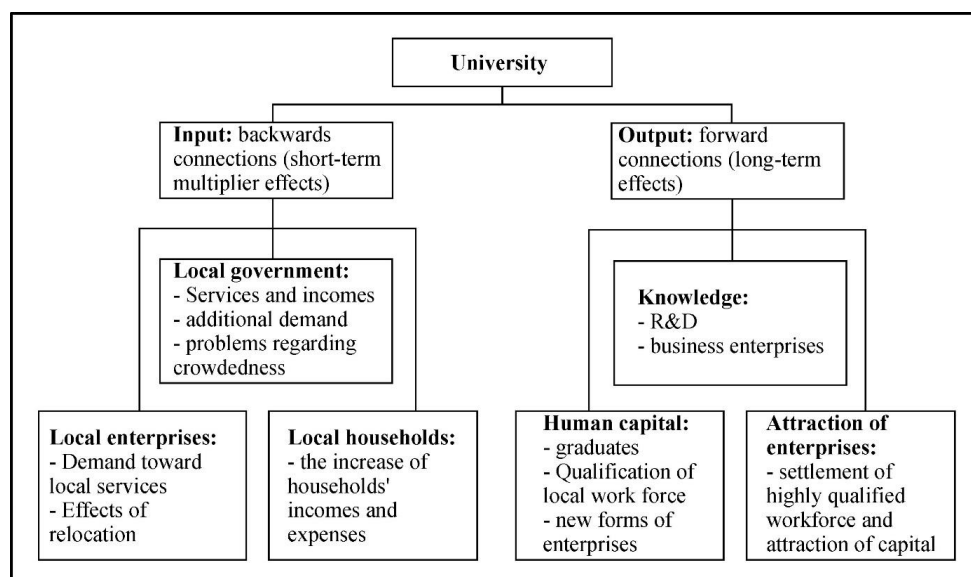 University
Input: backwards
connections (short-term
multiplier effects)
Output: forward
connections (long-term
effects)
Local government:
- Services and incomes
- additional demand
- problems regarding
crowdedness
Knowledge:
- R&D
- business enterprises
Local enterprises:
- Demand toward
local services
- Effects of
relocation
Local households:
- the increase of
households'
incomes and
expenses
Human capital:
- graduates
- Qualification of
local work force
- new forms of
enterprises
Attraction of
enterprises:
- settlement of
highly qualified
workforce and
attraction of capital